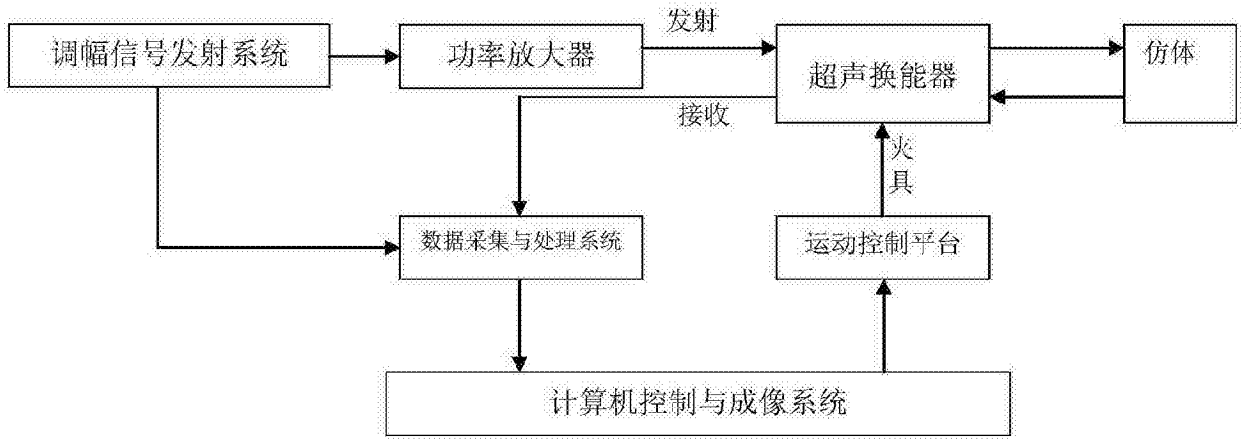 发射
调幅信号发射系统
功率放大器
超声换能器
仿体
接收
夹
具
数据采集与处理系统
运动控制平台
计算机控制与成像系统